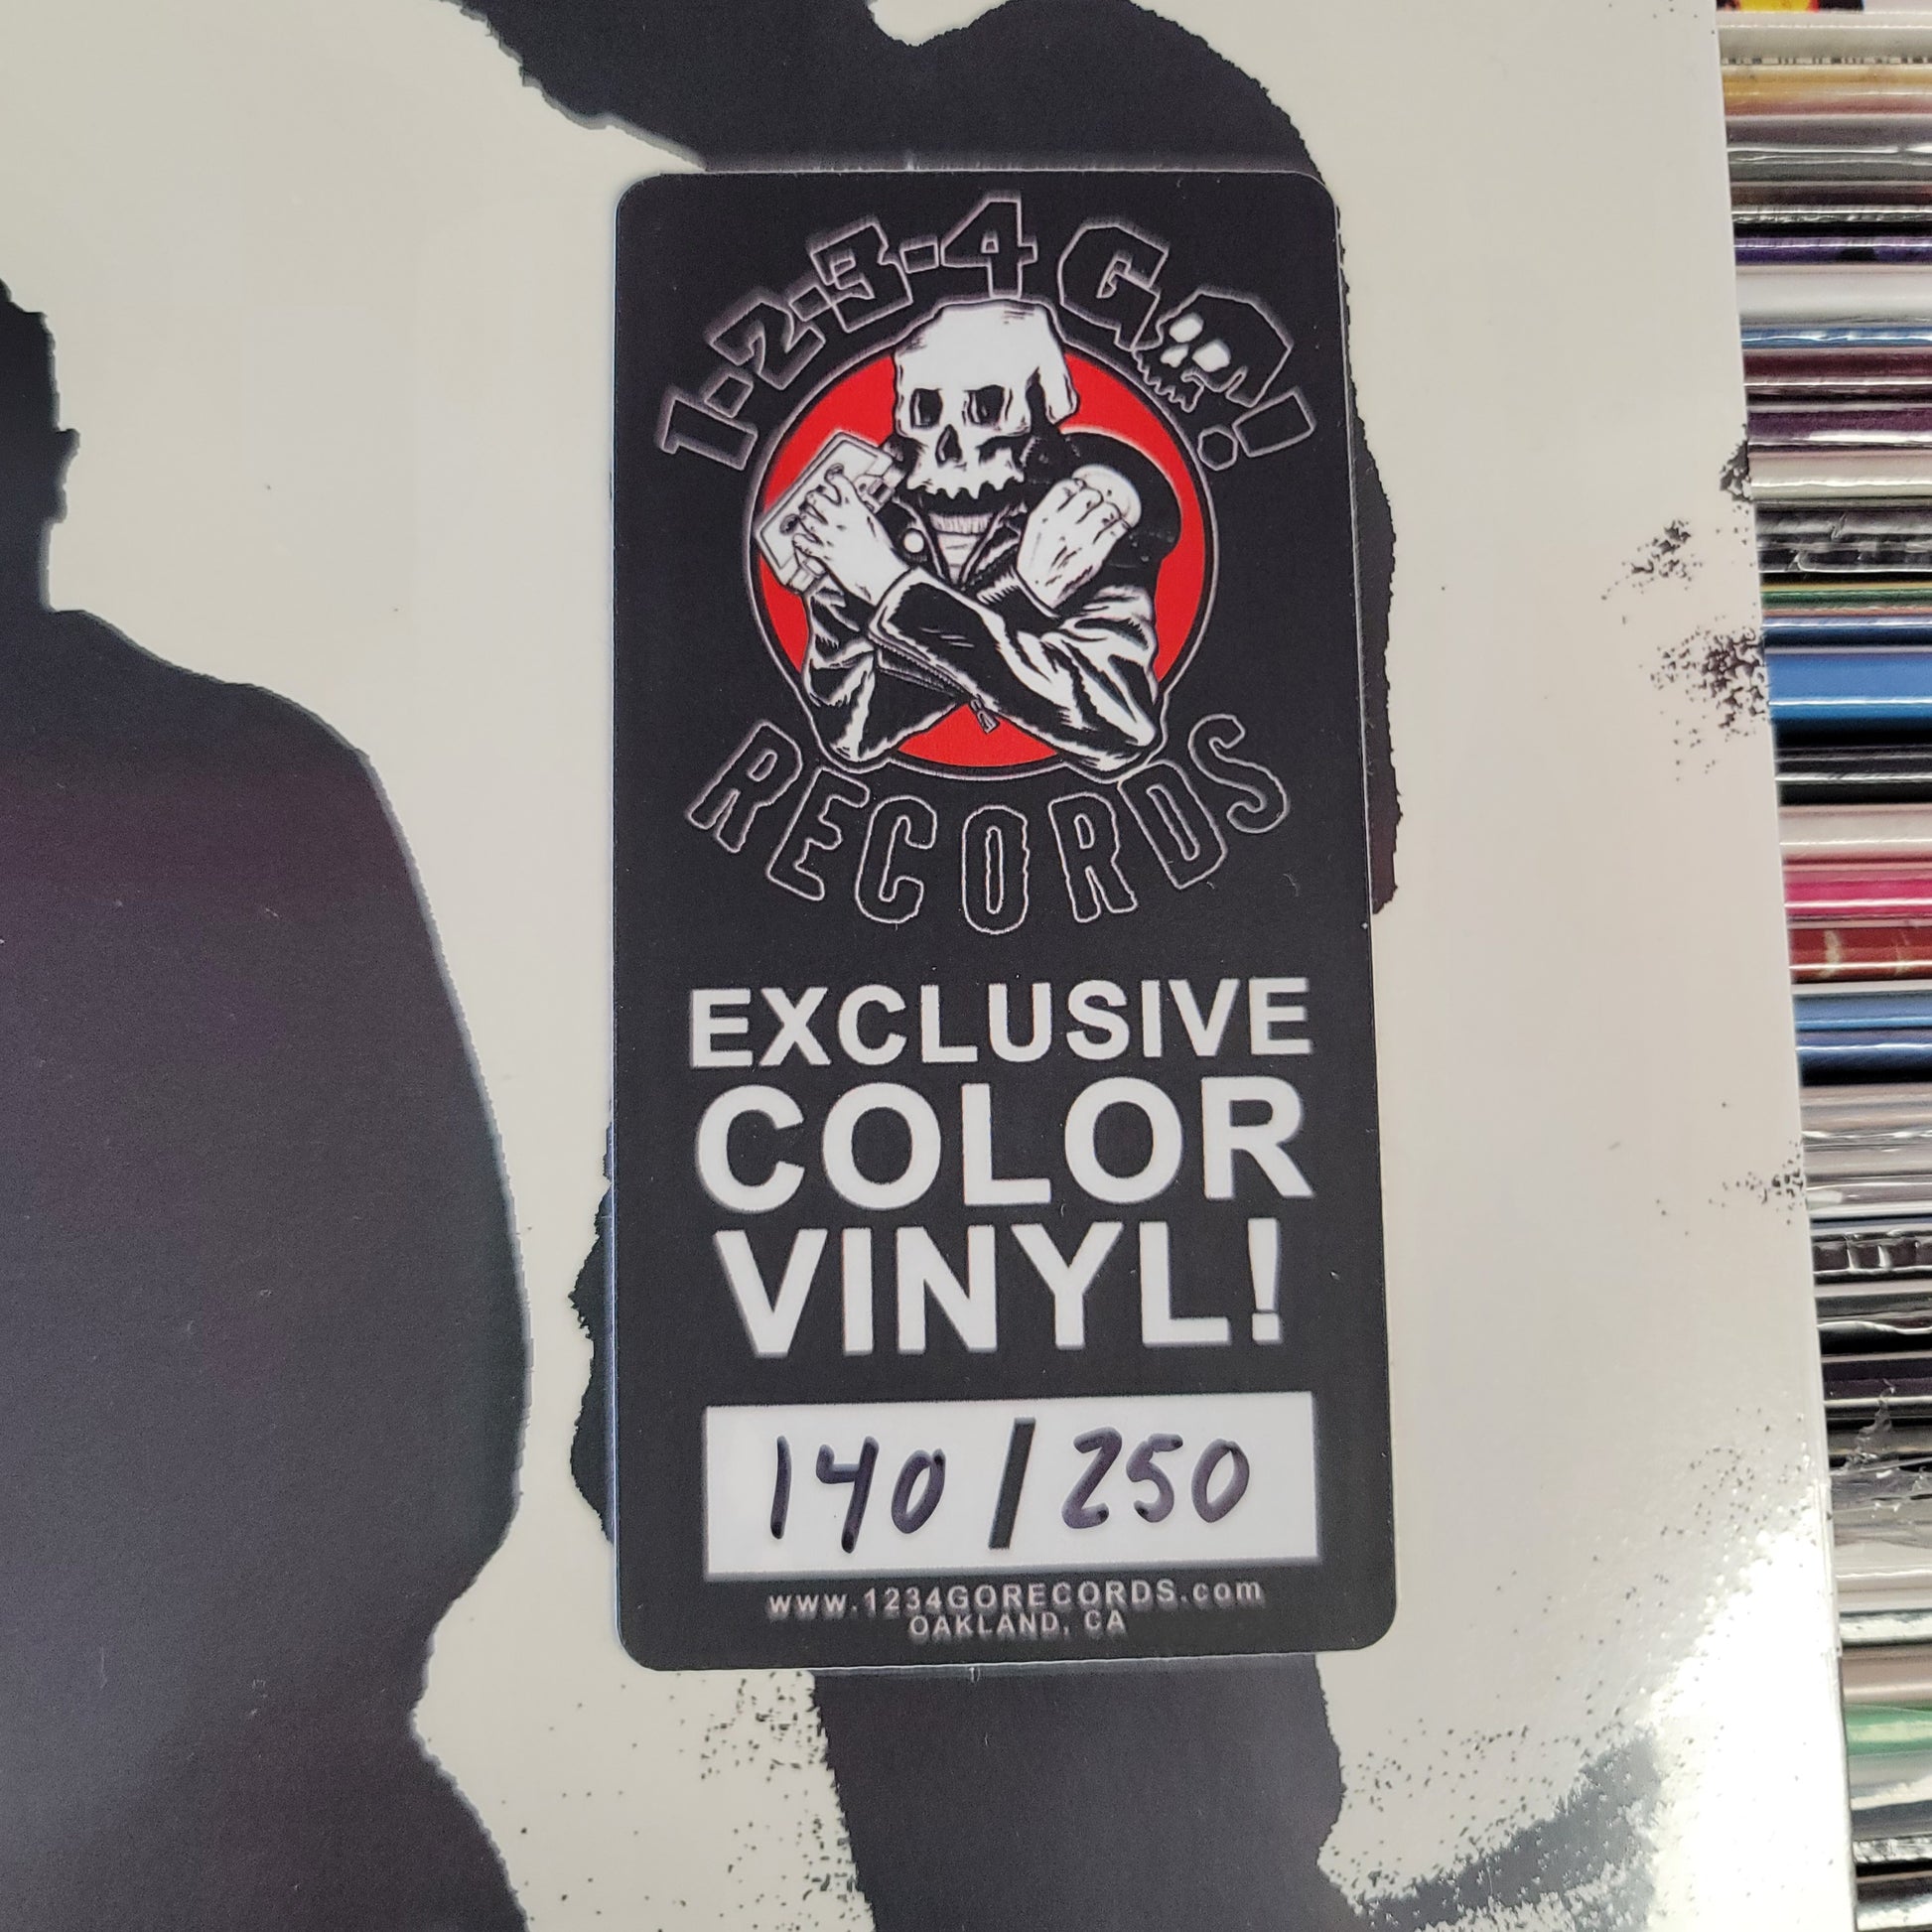 1-2-3-4 GO!
RECORDS
EXCLUSIVE
COLOR
VINYL!
140 / 250
www.1234GORECORDS.com
OAKLAND, CA